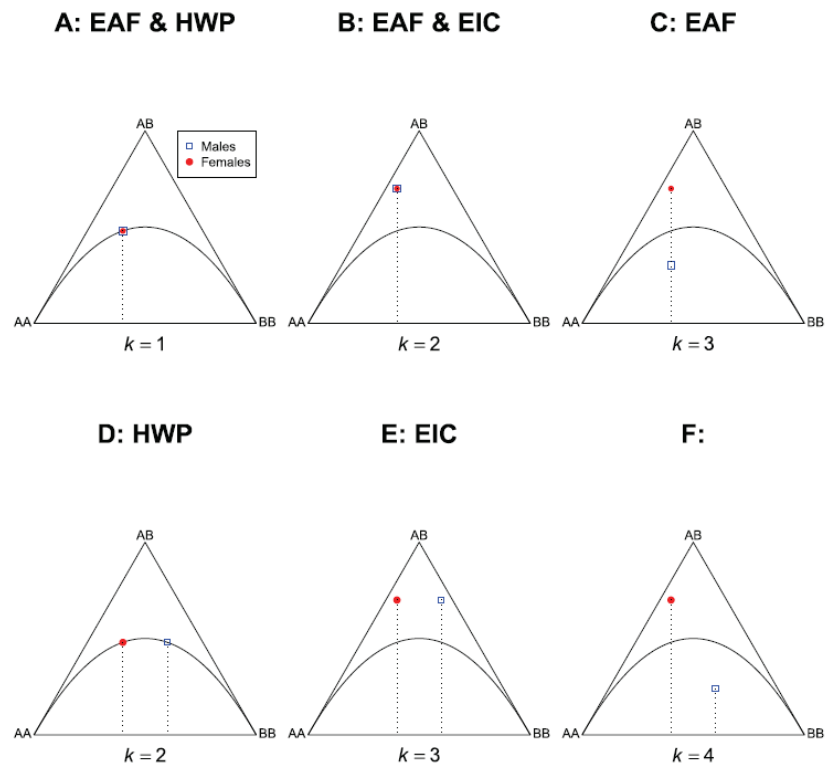 A: EAF & HWP
B: EAF & EIC
C: EAF
AB
Males
Females
AA
BB
k = 1
AB
AA
BB
k = 2
AB
AA
BB
k = 3
D: HWP
E: EIC
F:
AB
AA
BB
k = 2
AB
AA
BB
k = 3
AB
AA
BB
k = 4